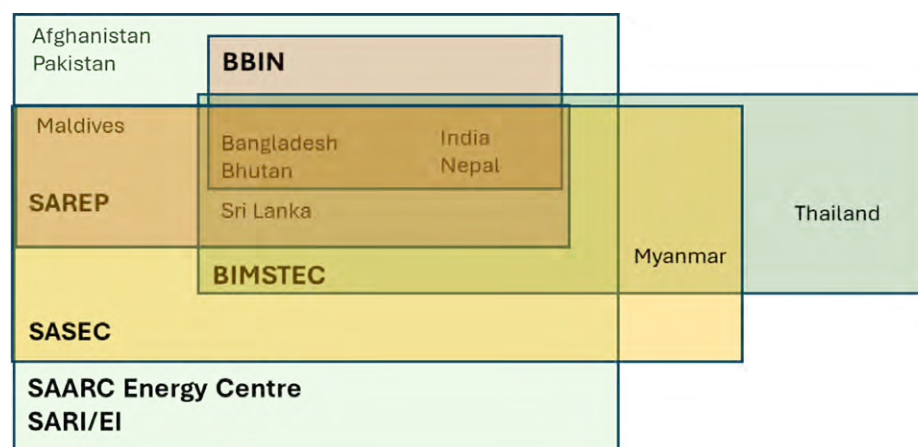 Afghanistan
Pakistan
BBIN
Maldives
Bangladesh
Bhutan
India
Nepal
SAREP
Sri Lanka
Thailand
Myanmar
BIMSTEC
SASEC
SAARC Energy Centre
SARI/EI